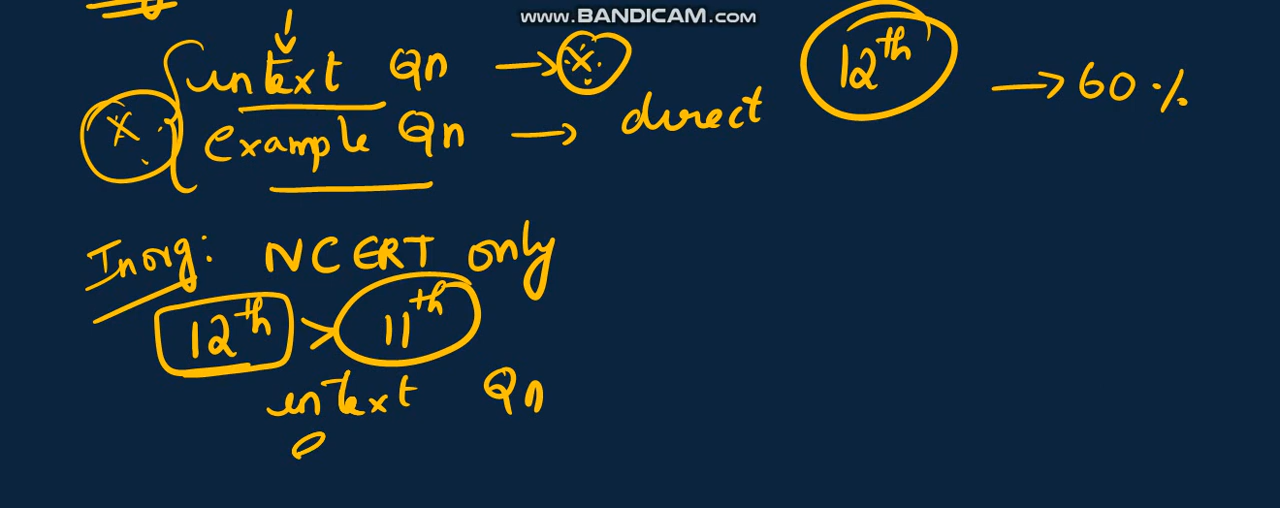 www.BANDICAM.com
intext Qn → x
12th → 60 %
x
example Qn → direct
Inorg: NCERT only
12th > 11th
intext Qn